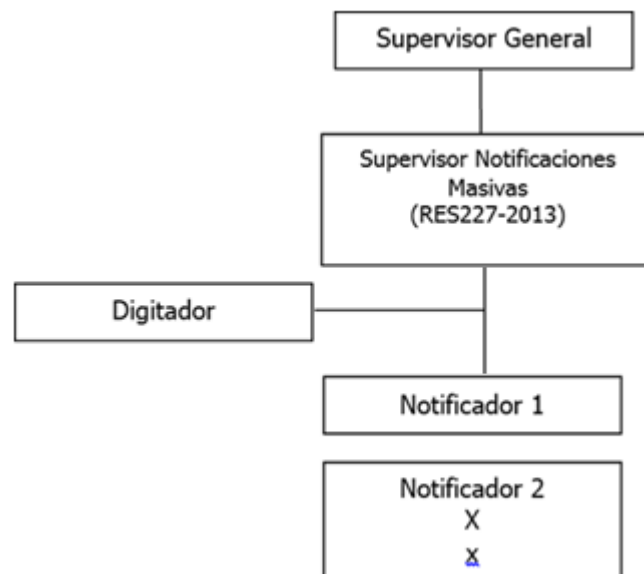 Supervisor General
Supervisor Notificaciones
Masivas
(RES227-2013)
Digitador
Notificador 1
Notificador 2
X
x